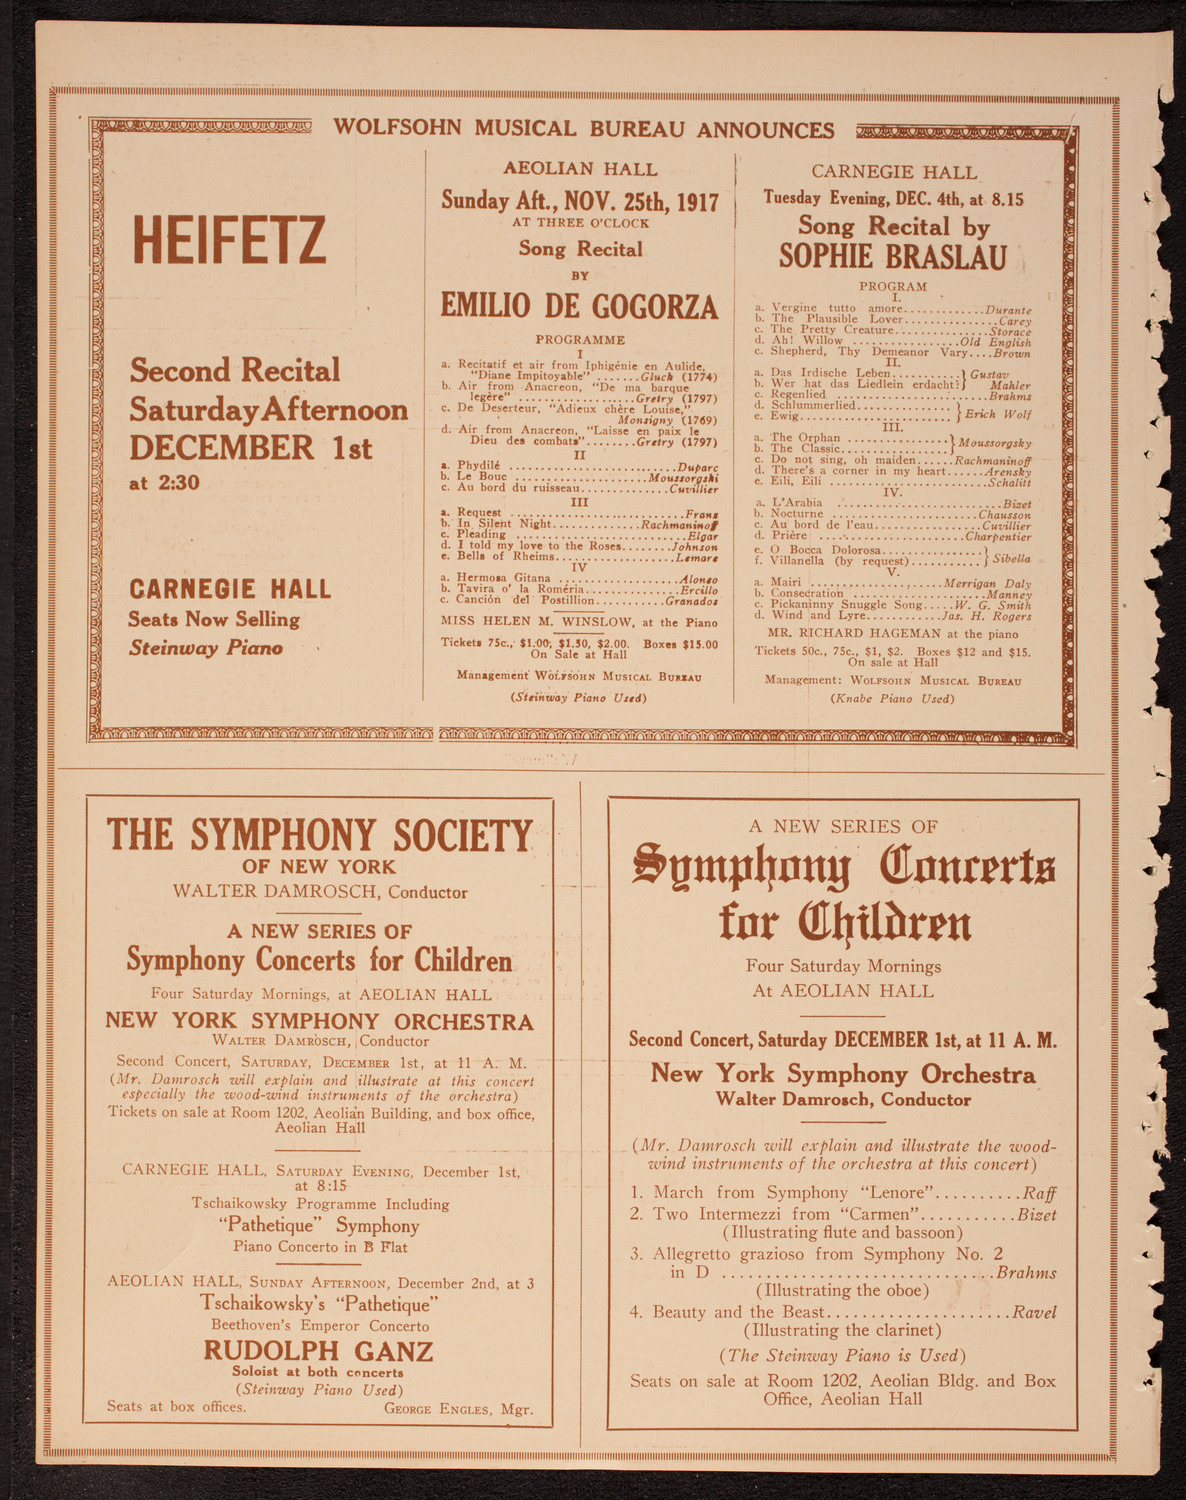 WOLFSOHN MUSICAL BUREAU ANNOUNCES
HEIFETZ
Second Recital
Saturday Afternoon
DECEMBER 1st
at 2:30
CARNEGIE HALL
Seats Now Selling
Steinway Piano
AEOLIAN HALL
Sunday Aft., NOV. 25th, 1917
AT THREE O'CLOCK
Song Recital
BY
EMILIO DE GOGORZA
PROGRAMME
I
a. Recitatif et air from Iphigénie en Aulide,
"Diane Impitoyable" .......Gluck (1774)
b. Air from Anacreon, "De ma barque
legère" ..................Gretry (1797)
c. De Deserteur, "Adieux chère Louise,"
Monsigny (1769)
d. Air from Anacreon, "Laisse en paix le
Dieu des combats"........Gretry (1797)
II
a. Phydilé ............................Duparc
b. Le Bouc ......................Moussorgski
c. Au bord du ruisseau.............Cuvillier
III
a. Request .............................Frans
b. In Silent Night.............Rachmaninoff
c. Pleading .............................Elgar
d. I told my love to the Roses........Johnson
e. Bells of Rheims....................Lemare
IV
a. Hermosa Gitana ....................Alonso
b. Tavira o' la Roméria................Ercillo
c. Canción del Postillion...........Granados
MISS HELEN M. WINSLOW, at the Piano
Tickets 75c., $1.00, $1.50, $2.00. Boxes $15.00
On Sale at Hall
Management WOLFSOHN MUSICAL BUREAU
(Steinway Piano Used)
CARNEGIE HALL
Tuesday Evening, DEC. 4th, at 8.15
Song Recital by
SOPHIE BRASLAU
PROGRAM
I.
a. Vergine tutto amore.............Durante
b. The Plausible Lover...............Carey
c. The Pretty Creature...............Storace
d. Ah! Willow .................Old English
e. Shepherd, Thy Demeanor Vary....Brown
II.
a. Das Irdische Leben...........} Gustav
b. Wer hat das Liedlein erdacht?} Mahler
c. Regenlied .........................Brahms
d. Schlummerlied...............} Erich Wolf
e. Ewig.........................
III.
a. The Orphan .................} Moussorgsky
b. The Classic..................
c. Do not sing, oh maiden......Rachmaninoff
d. There's a corner in my heart......Arensky
e. Eili, Eili ..........................Schalitt
IV.
a. L'Arabia ...........................Bizet
b. Nocturne ........................Chausson
c. Au bord de l'eau..................Cuvillier
d. Prière ........................Charpentier
e. O Bocca Dolorosa.................} Sibella
f. Villanella (by request)...........
V.
a. Mairi ......................Merrigan Daly
b. Consecration .......................Manney
c. Pickaninny Snuggle Song.....W. G. Smith
d. Wind and Lyre............Jas. H. Rogers
MR. RICHARD HAGEMAN at the piano
Tickets 50c., 75c., $1, $2. Boxes $12 and $15.
On sale at Hall
Management: WOLFSOHN MUSICAL BUREAU
(Knabe Piano Used)
THE SYMPHONY SOCIETY
OF NEW YORK
WALTER DAMROSCH, Conductor
A NEW SERIES OF
Symphony Concerts for Children
Four Saturday Mornings, at AEOLIAN HALL
NEW YORK SYMPHONY ORCHESTRA
WALTER DAMROSCH, Conductor
Second Concert, SATURDAY, DECEMBER 1st, at 11 A. M.
(Mr. Damrosch will explain and illustrate at this concert
especially the wood-wind instruments of the orchestra)
Tickets on sale at Room 1202, Aeolian Building, and box office,
Aeolian Hall
CARNEGIE HALL, SATURDAY EVENING, December 1st,
at 8:15
Tschaikowsky Programme Including
"Pathetique" Symphony
Piano Concerto in B Flat
AEOLIAN HALL, SUNDAY AFTERNOON, December 2nd, at 3
Tschaikowsky's "Pathetique"
Beethoven's Emperor Concerto
RUDOLPH GANZ
Soloist at both concerts
(Steinway Piano Used)
Seats at box offices. GEORGE ENGLES, Mgr.
A NEW SERIES OF
Symphony Concerts
for Children
Four Saturday Mornings
At AEOLIAN HALL
Second Concert, Saturday DECEMBER 1st, at 11 A. M.
New York Symphony Orchestra
Walter Damrosch, Conductor
(Mr. Damrosch will explain and illustrate the wood-
wind instruments of the orchestra at this concert)
1. March from Symphony "Lenore"..........Raff
2. Two Intermezzi from "Carmen"...........Bizet
(Illustrating flute and bassoon)
3. Allegretto grazioso from Symphony No. 2
in D ...............................Brahms
(Illustrating the oboe)
4. Beauty and the Beast.....................Ravel
(Illustrating the clarinet)
(The Steinway Piano is Used)
Seats on sale at Room 1202, Aeolian Bldg. and Box
Office, Aeolian Hall